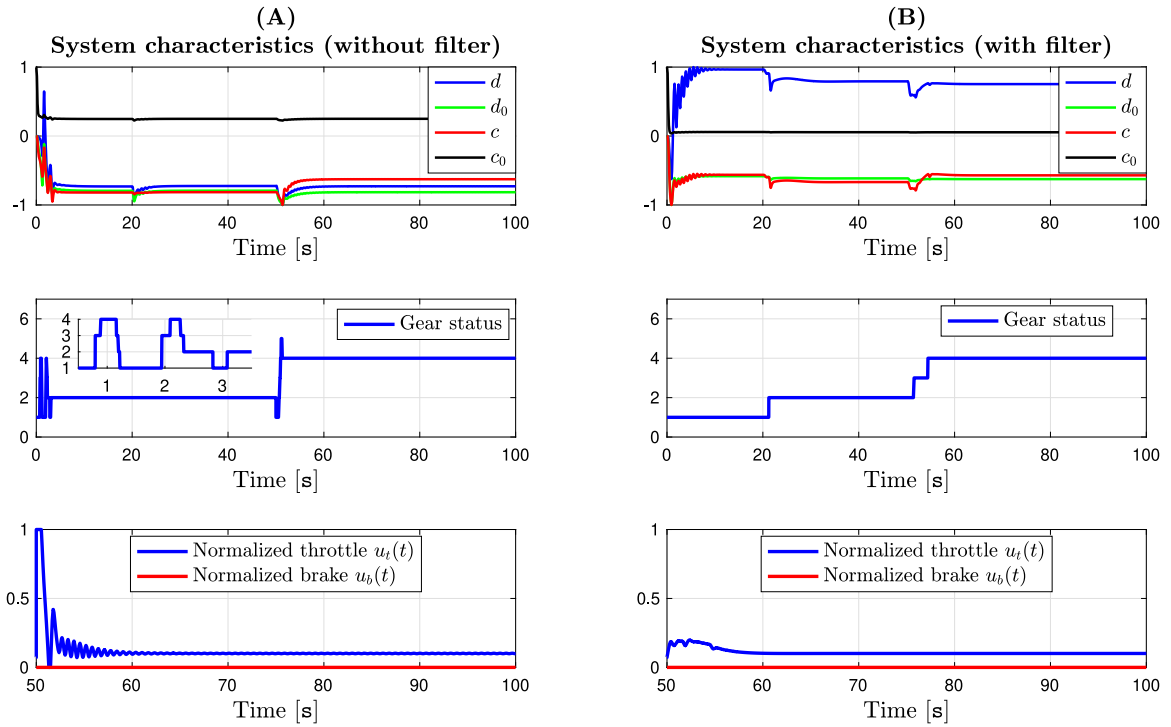 (A)
System characteristics (without filter)
1
0
-1
d
d₀
c
c₀
0 20 40 60 80 100
Time [s]
6
4
2
0
Gear status
4
3
2
1
1 2 3
0 20 40 60 80 100
Time [s]
1
0.5
0
Normalized throttle uₜ(t)
Normalized brake u_b(t)
50 60 70 80 90 100
Time [s]
(B)
System characteristics (with filter)
1
0
-1
d
d₀
c
c₀
0 20 40 60 80 100
Time [s]
6
4
2
0
Gear status
0 20 40 60 80 100
Time [s]
1
0.5
0
Normalized throttle uₜ(t)
Normalized brake u_b(t)
50 60 70 80 90 100
Time [s]